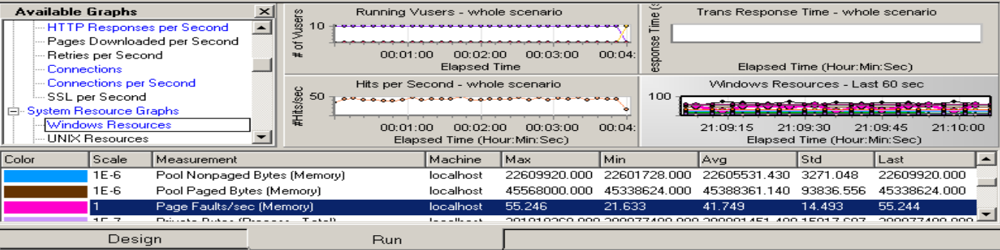 Available Graphs
HTTP Responses per Second
Pages Downloaded per Second
Retries per Second
Connections
Connections per Second
SSL per Second
System Resource Graphs
Windows Resources
UNIX Resources
Running Vusers - whole scenario
# of Vusers
10
00:01:00 00:02:00 00:03:00 00:04:
Elapsed Time
Trans Response Time - whole scenario
esponse Time (s
Elapsed Time (Hour:Min:Sec)
Hits per Second - whole scenario
#Hits/sec
50
00:01:00 00:02:00 00:03:00 00:04:
Elapsed Time (Hour:Min:Sec)
Windows Resources - Last 60 sec
100
21:09:15 21:09:30 21:09:45 21:10:00
Elapsed Time (Hour:Min:Sec)
Color Scale Measurement Machine Max Min Avg Std Last
1E-6 Pool Nonpaged Bytes (Memory) localhost 22609920.000 22601728.000 22605531.430 3271.048 22609920.000
1E-6 Pool Paged Bytes (Memory) localhost 45568000.000 45338624.000 45388361.140 93836.556 45338624.000
1 Page Faults/sec (Memory) localhost 55.246 21.633 41.749 14.493 55.244
1E-7 Private Bytes (Process _Total) localhost
Design Run